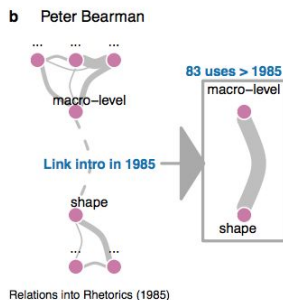 b Peter Bearman
... ... ...
83 uses > 1985
macro-level
macro-level
Link intro in 1985
shape
... ...
shape
Relations into Rhetorics (1985)